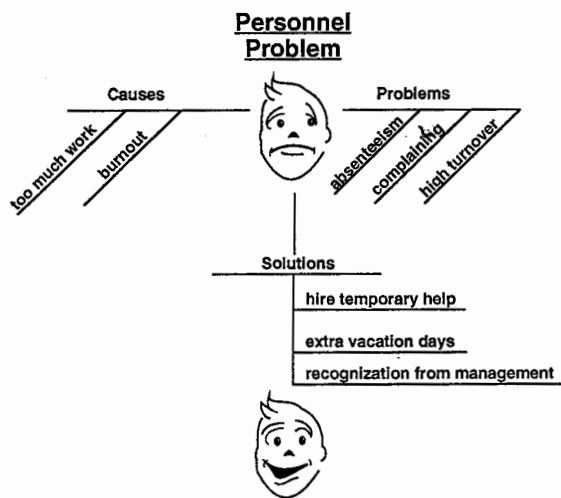 Personnel
Problem
Causes
too much work
burnout
Problems
absenteeism
complaining
high turnover
Solutions
hire temporary help
extra vacation days
recognization from management